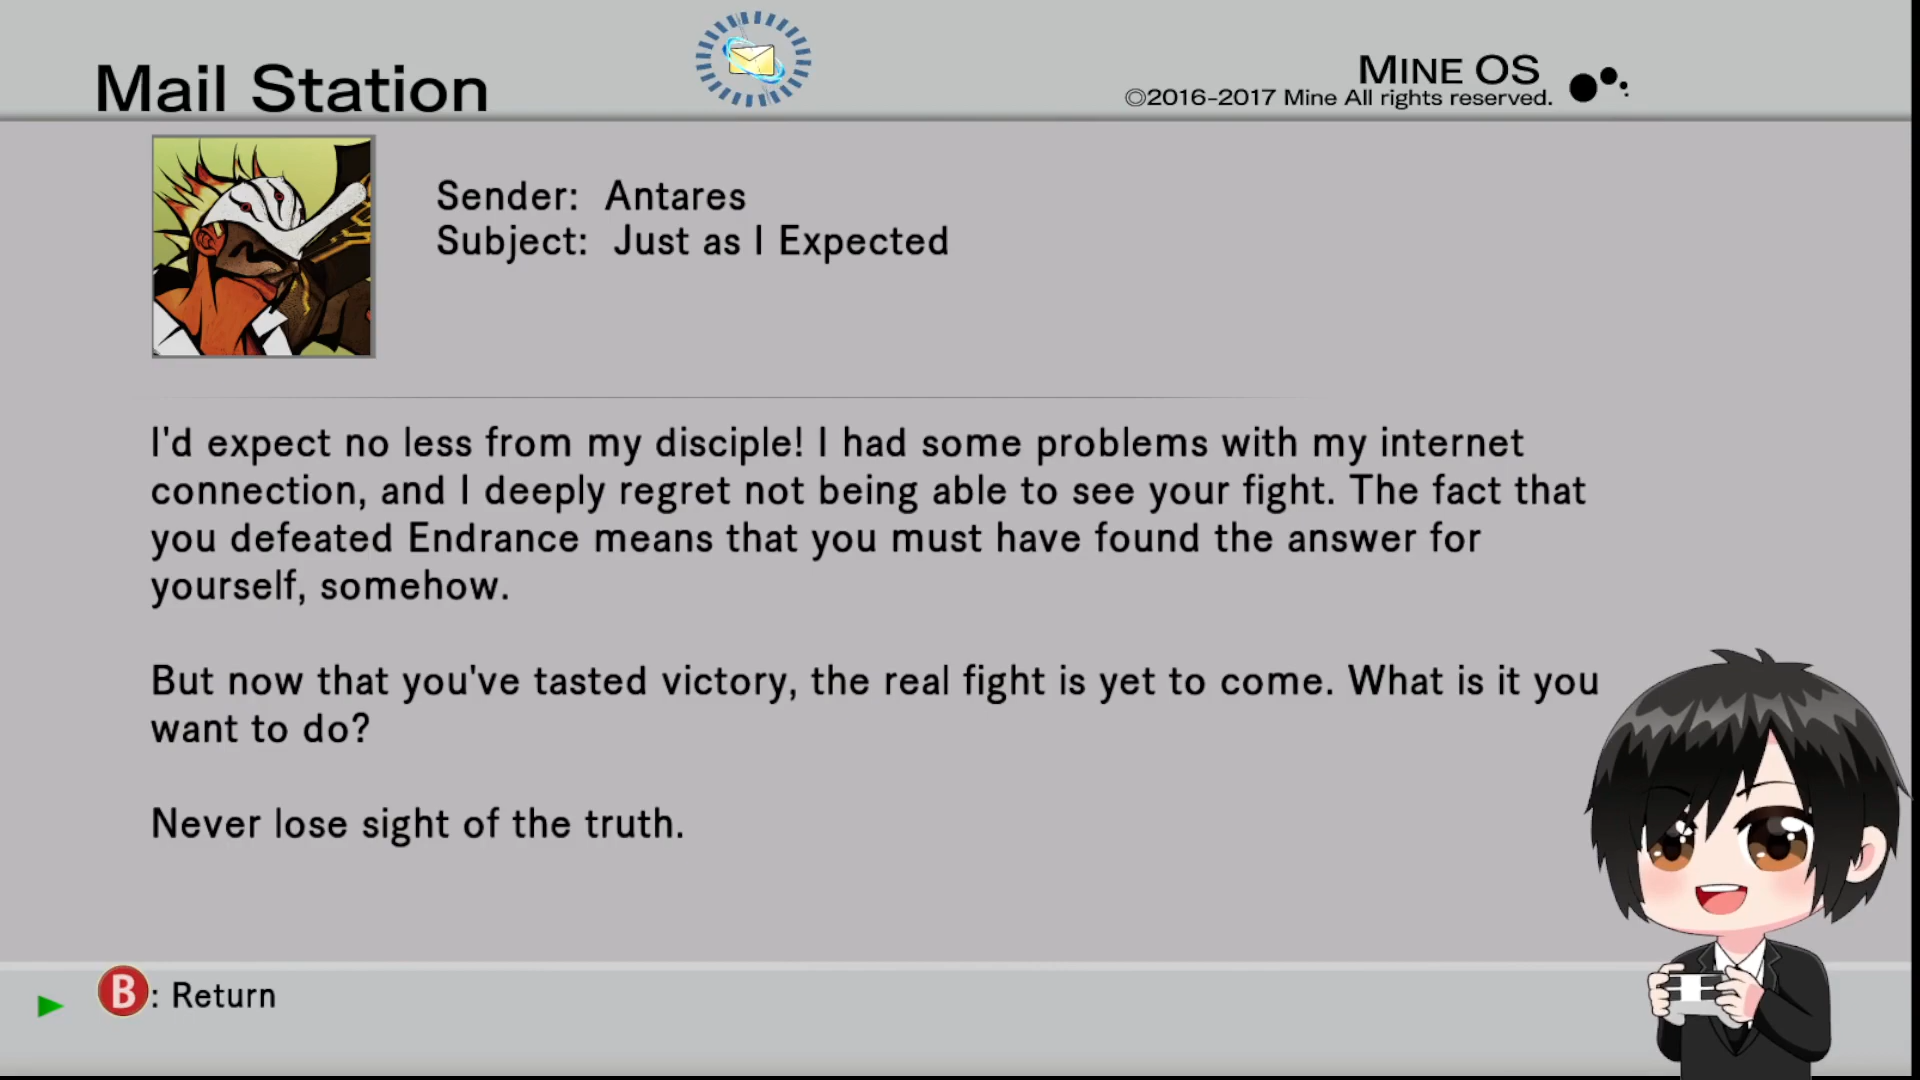 Mail Station
MINE OS
©2016-2017 Mine All rights reserved.
Sender: Antares
Subject: Just as I Expected
I'd expect no less from my disciple! I had some problems with my internet
connection, and I deeply regret not being able to see your fight. The fact that
you defeated Endrance means that you must have found the answer for
yourself, somehow.
But now that you've tasted victory, the real fight is yet to come. What is it you
want to do?
Never lose sight of the truth.
B: Return